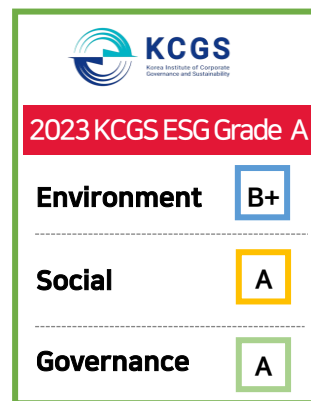 KCGS
Korea Institute of Corporate
Governance and Sustainability
2023 KCGS ESG Grade A
Environment B+
Social A
Governance A